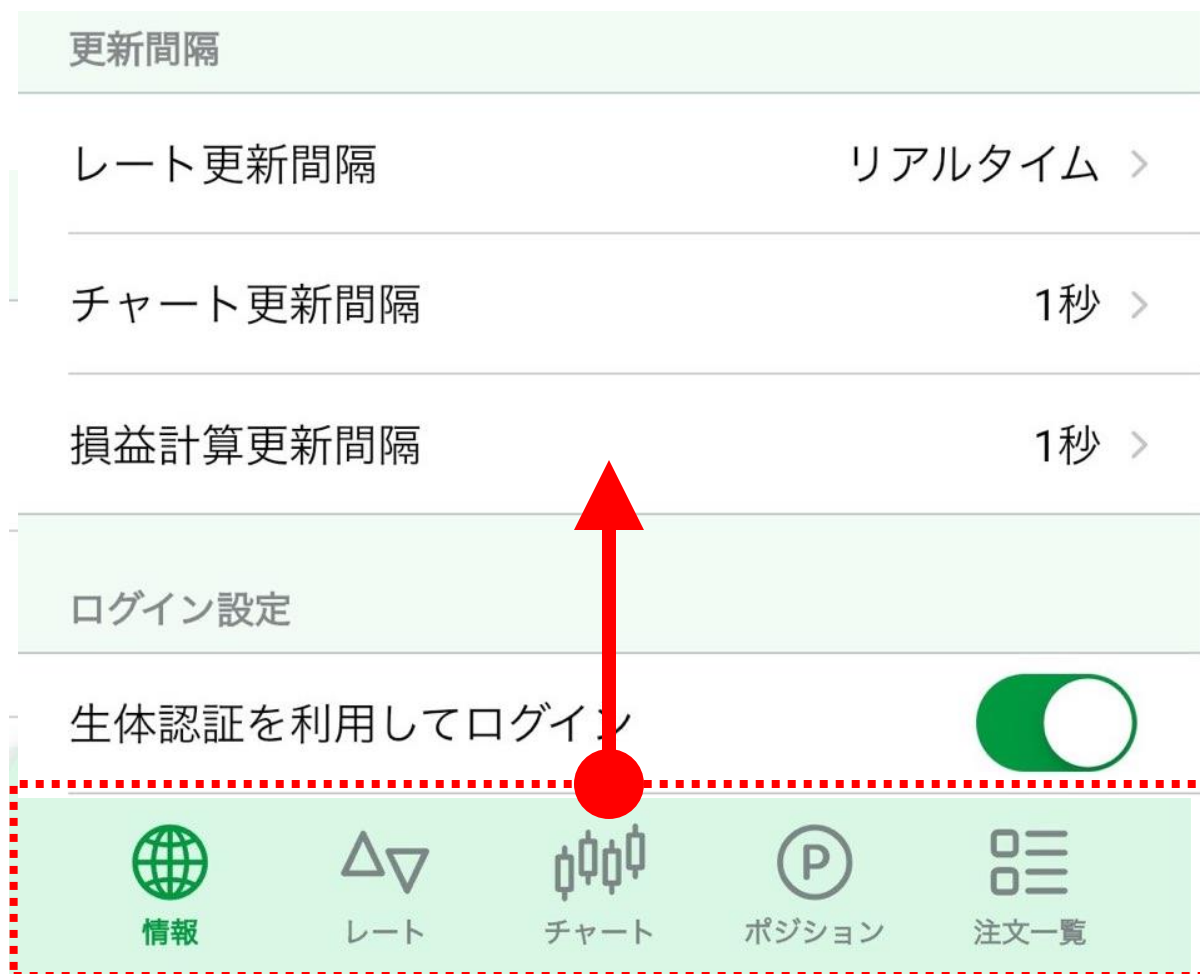 更新間隔
レート更新間隔 リアルタイム
チャート更新間隔 1秒
損益計算更新間隔 1秒
ログイン設定
生体認証を利用してログイン
P
情報 レート チャート ポジション 注文一覧